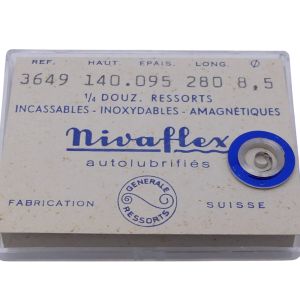 REF. HAUT. EPAIS. LONG. Ø
3649 140.095 280 8,5
¼ DOUZ. RESSORTS
INCASSABLES - INOXYDABLES - AMAGNÉTIQUES
nivaflex
autolubrifiés
GENERALE
RESSORTS
FABRICATION SUISSE